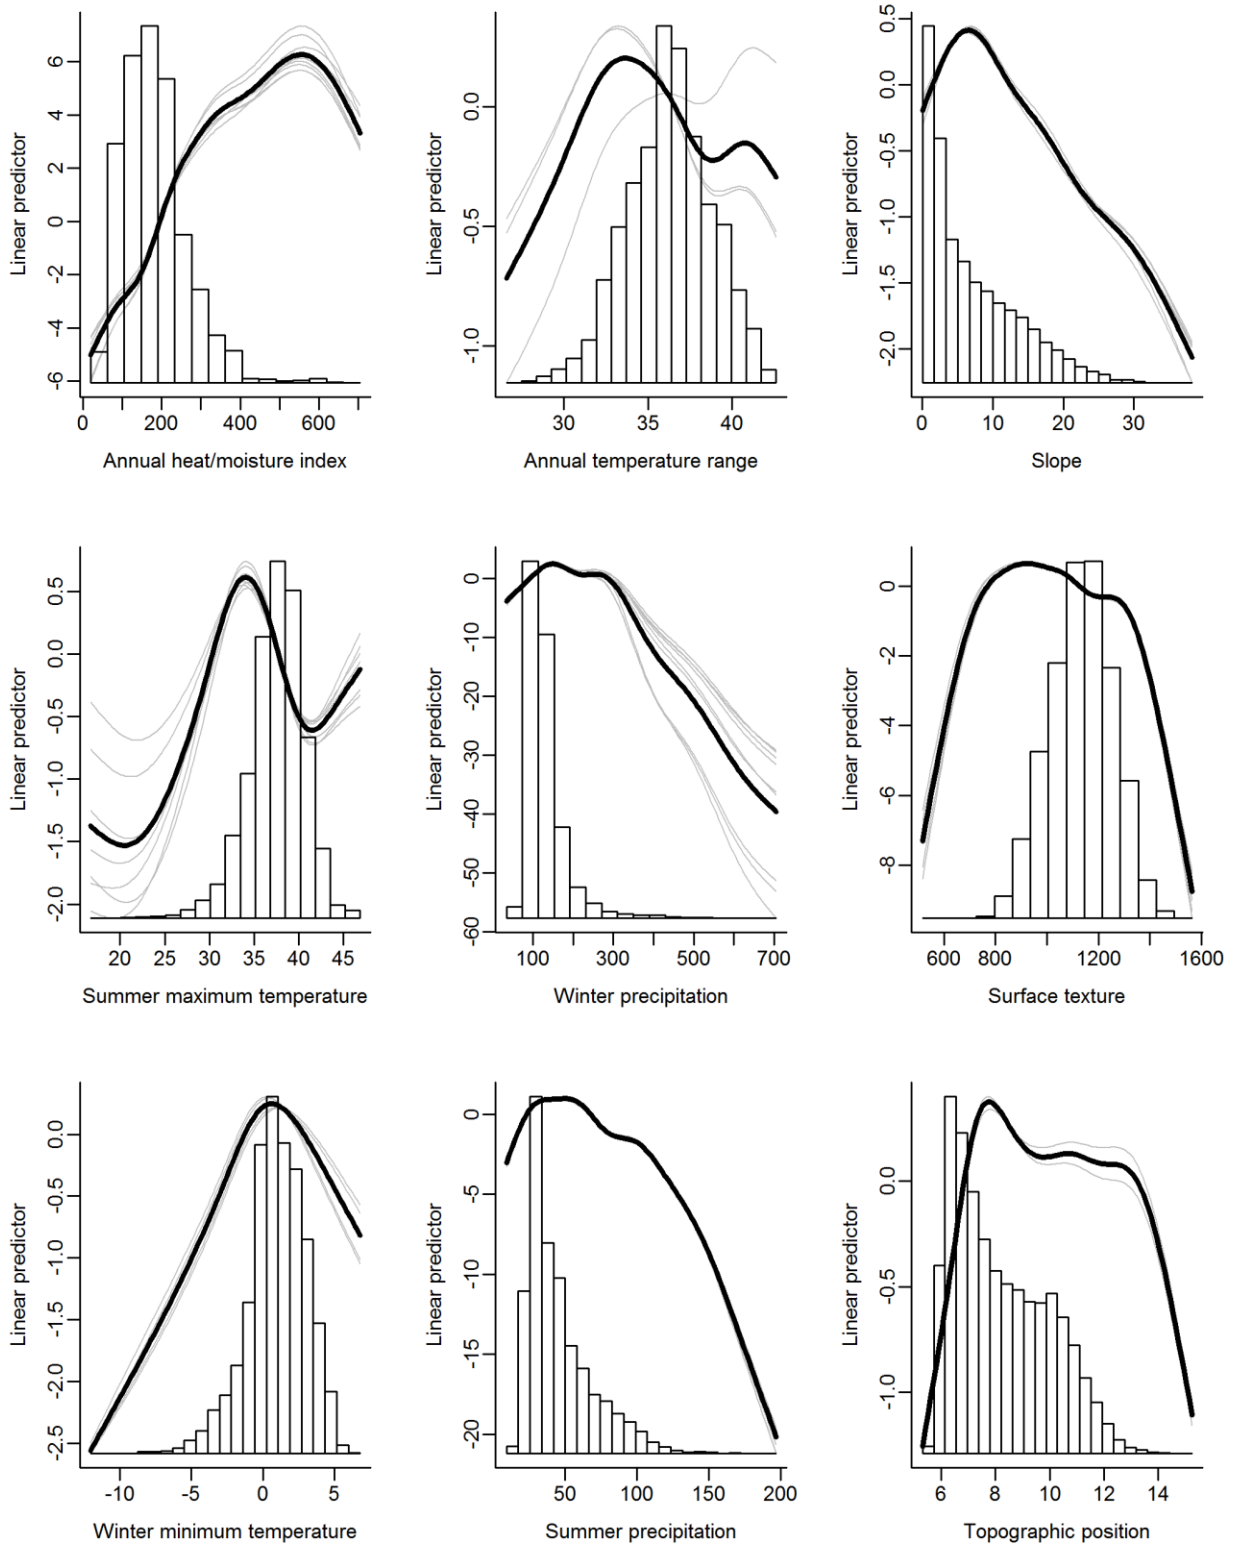 Linear predictor
6
4
2
0
-2
-4
-6
0 200 400 600
Annual heat/moisture index
Linear predictor
0.0
-0.5
-1.0
30 35 40
Annual temperature range
Linear predictor
0.5
0.0
-0.5
-1.0
-1.5
-2.0
0 10 20 30
Slope
Linear predictor
0.5
0.0
-0.5
-1.0
-1.5
-2.0
20 25 30 35 40 45
Summer maximum temperature
Linear predictor
0
-10
-20
-30
-40
-50
-60
100 300 500 700
Winter precipitation
Linear predictor
0
-2
-4
-6
-8
600 800 1200 1600
Surface texture
Linear predictor
0.0
-0.5
-1.0
-1.5
-2.0
-2.5
-10 -5 0 5
Winter minimum temperature
Linear predictor
0
-5
-10
-15
-20
50 100 150 200
Summer precipitation
Linear predictor
0.0
-0.5
-1.0
6 8 10 12 14
Topographic position